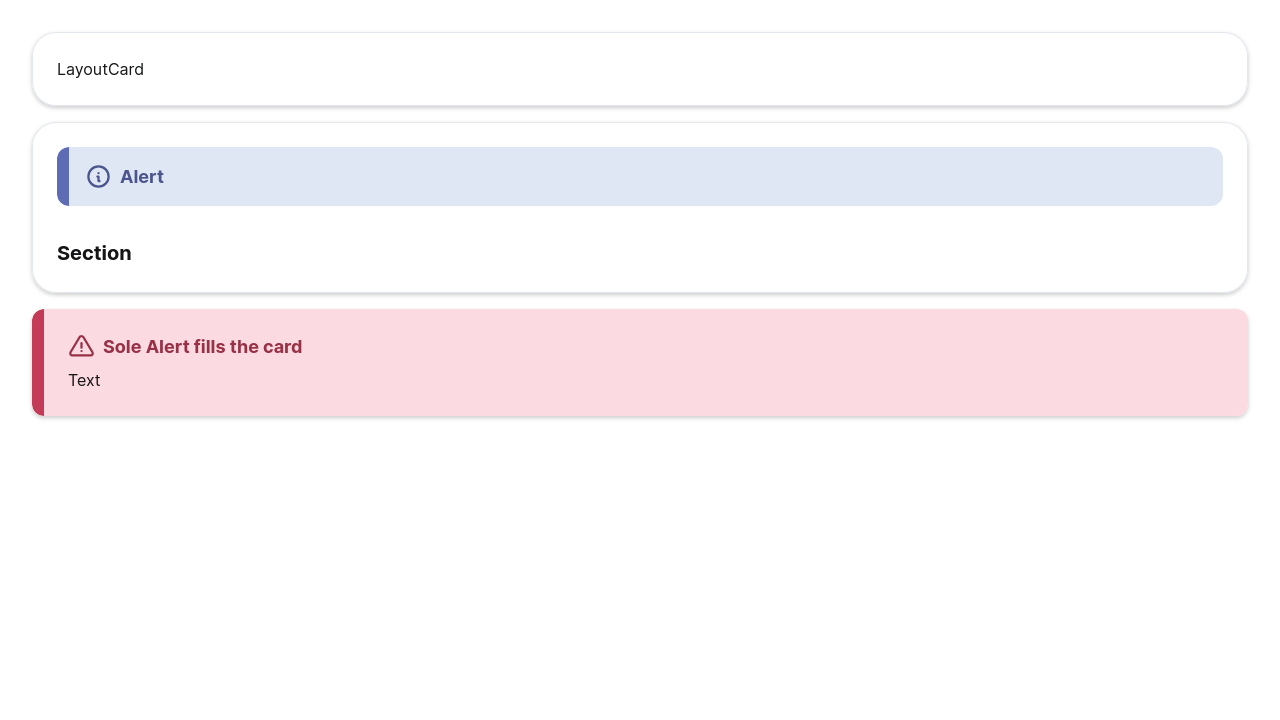 LayoutCard
Alert
Section
Sole Alert fills the card
Text